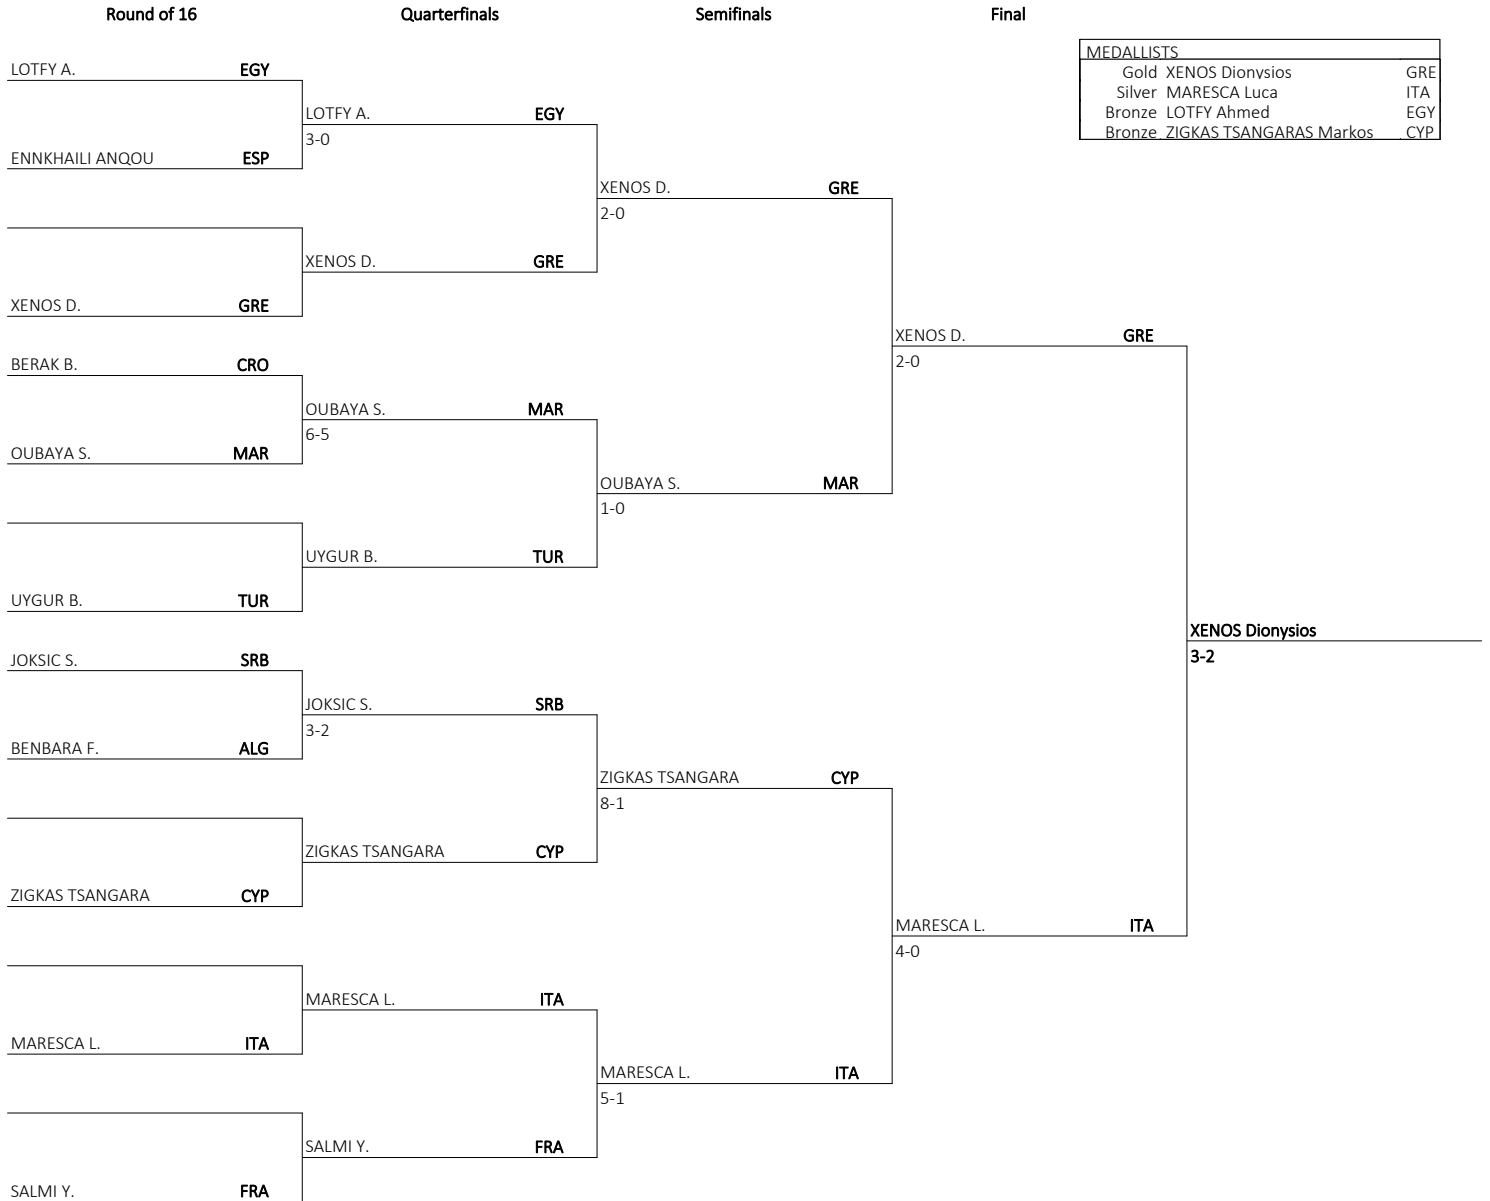 Round of 16 Quarterfinals Semifinals Final
MEDALLISTS
Gold XENOS Dionysios GRE
Silver MARESCA Luca ITA
Bronze LOTFY Ahmed EGY
Bronze ZIGKAS TSANGARAS Markos CYP
LOTFY A. EGY
LOTFY A. EGY
3-0
ENNKHAILI ANQOU ESP
XENOS D. GRE
2-0
XENOS D. GRE
XENOS D. GRE
XENOS D. GRE
2-0
BERAK B. CRO
OUBAYA S. MAR
6-5
OUBAYA S. MAR
OUBAYA S. MAR
1-0
UYGUR B. TUR
UYGUR B. TUR
XENOS Dionysios
3-2
JOKSIC S. SRB
JOKSIC S. SRB
3-2
BENBARA F. ALG
ZIGKAS TSANGARA CYP
8-1
ZIGKAS TSANGARA CYP
ZIGKAS TSANGARA CYP
MARESCA L. ITA
4-0
MARESCA L. ITA
MARESCA L. ITA
MARESCA L. ITA
5-1
SALMI Y. FRA
SALMI Y. FRA